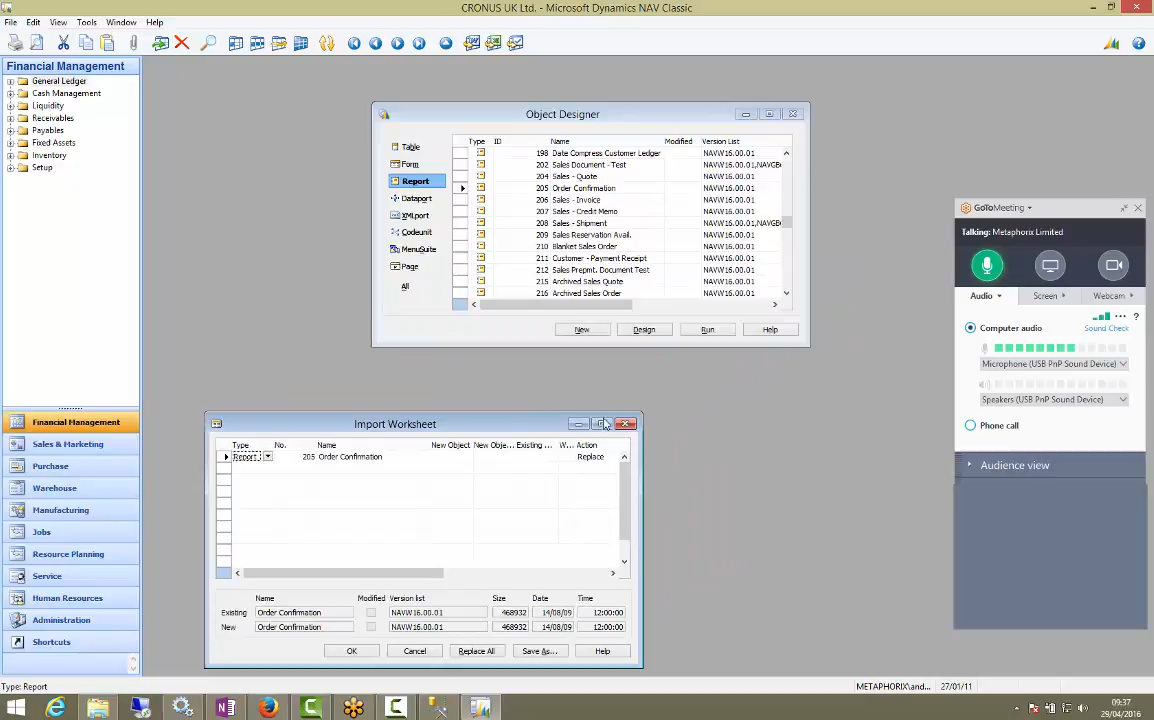 CRONUS UK Ltd. - Microsoft Dynamics NAV Classic
File Edit View Tools Window Help
Financial Management
General Ledger
Cash Management
Liquidity
Receivables
Payables
Fixed Assets
Inventory
Setup
Financial Management
Sales & Marketing
Purchase
Warehouse
Manufacturing
Jobs
Resource Planning
Service
Human Resources
Administration
Shortcuts
Object Designer
Table
Form
Report
Dataport
XMLport
Codeunit
MenuSuite
Page
All
Type ID Name Modified Version List
198 Date Compress Customer Ledger NAVW16.00.01
202 Sales Document - Test NAVW16.00.01,NAVGB
204 Sales - Quote NAVW16.00.01
205 Order Confirmation NAVW16.00.01
206 Sales - Invoice NAVW16.00.01
207 Sales - Credit Memo NAVW16.00.01
208 Sales - Shipment NAVW16.00.01,NAVGB
209 Sales Reservation Avail. NAVW16.00.01
210 Blanket Sales Order NAVW16.00.01
211 Customer - Payment Receipt NAVW16.00.01
212 Sales Prepmt. Document Test NAVW16.00.01
215 Archived Sales Quote NAVW16.00.01
216 Archived Sales Order NAVW16.00.01
New Design Run Help
Import Worksheet
Type No. Name New Object New Obje... Existing ... W... Action
Report 205 Order Confirmation Replace
Name Modified Version list Size Date Time
Existing Order Confirmation NAVW16.00.01 468932 14/08/09 12:00:00
New Order Confirmation NAVW16.00.01 468932 14/08/09 12:00:00
OK Cancel Replace All Save As... Help
GoToMeeting
Talking: Metaphorix Limited
Audio Screen Webcam
Computer audio Sound Check
Microphone (USB PnP Sound Device)
Speakers (USB PnP Sound Device)
Phone call
Audience view
Type: Report METAPHORIX\and... 27/01/11
09:37
29/04/2016